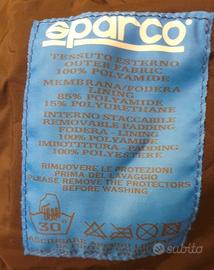 sparco
TESSUTO ESTERNO
OUTER FABRIC
100% POLYAMIDE
MEMBRANA/FODERA
LINING
85% POLYAMIDE
15% POLYURETHANE
INTERNO STACCABILE
REMOVABLE PADDING
FODERA - LINING
100% POLYAMIDE
IMBOTTITURA - PADDING
100% POLYESTER
RIMUOVERE LE PROTEZIONI
PRIMA DEL LAVAGGIO
PLEASE REMOVE THE PROTECTORS
BEFORE WASHING
30
subito